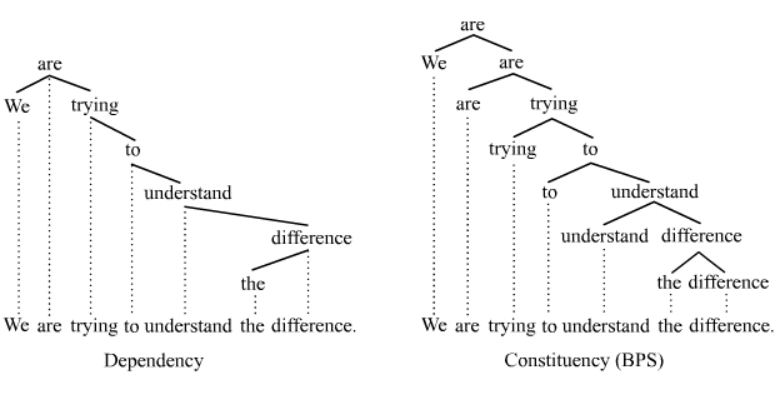 are
We are
are trying
trying to
to understand
understand difference
the difference
We are trying to understand the difference.
Constituency (BPS)
are
We trying
to
understand
difference
the
We are trying to understand the difference.
Dependency